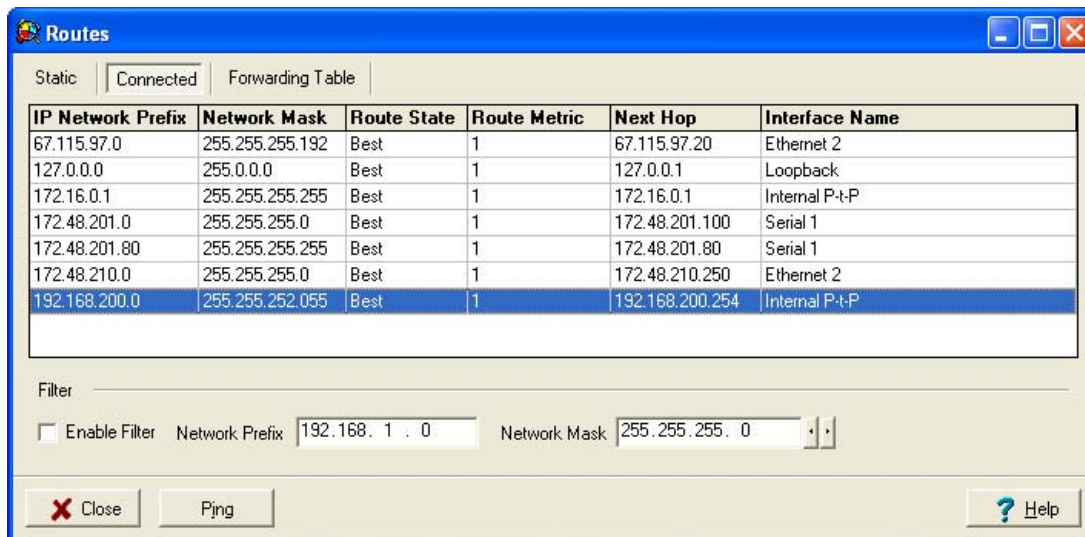 Routes
Static Connected Forwarding Table
IP Network Prefix Network Mask Route State Route Metric Next Hop Interface Name
67.115.97.0 255.255.255.192 Best 1 67.115.97.20 Ethernet 2
127.0.0.0 255.0.0.0 Best 1 127.0.0.1 Loopback
172.16.0.1 255.255.255.255 Best 1 172.16.0.1 Internal P-t-P
172.48.201.0 255.255.255.0 Best 1 172.48.201.100 Serial 1
172.48.201.80 255.255.255.255 Best 1 172.48.201.80 Serial 1
172.48.210.0 255.255.255.0 Best 1 172.48.210.250 Ethernet 2
192.168.200.0 255.255.252.055 Best 1 192.168.200.254 Internal P-t-P
Filter
Enable Filter Network Prefix 192.168. 1 . 0 Network Mask 255.255.255. 0
Close Ping ? Help